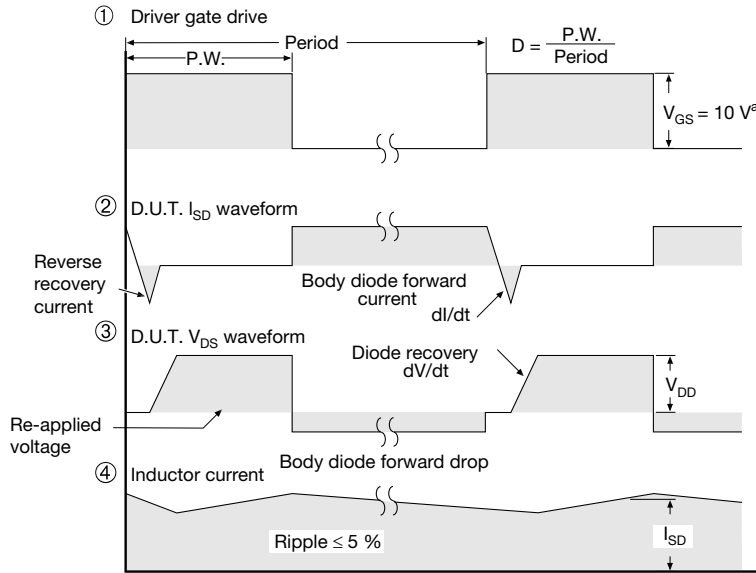 ① Driver gate drive
Period
P.W.
D = P.W. / Period
V_GS = 10 V^a
② D.U.T. I_SD waveform
Reverse
recovery
current
Body diode forward
current
dI/dt
③ D.U.T. V_DS waveform
Diode recovery
dV/dt
V_DD
Re-applied
voltage
Body diode forward drop
④ Inductor current
Ripple ≤ 5 %
I_SD